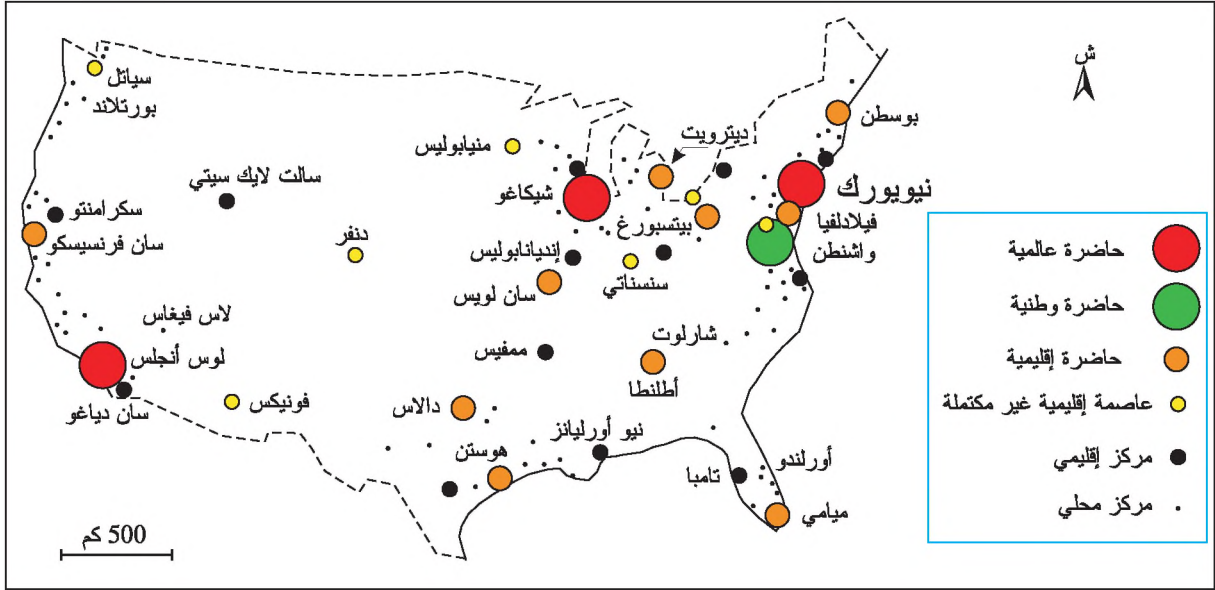 ش
سياتل
بورتلاند
بوسطن
ديترويت
منيابوليس
سالت لايك سيتي
شيكاغو
نيويورك
سكرامنتو
سان فرنسيسكو
بيتسبورغ
فيلادلفيا
واشنطن
دنفر
إنديانابوليس
سنسناتي
سان لويس
لاس فيغاس
لوس أنجلس
شارلوت
ممفيس
أطلنطا
سان دياغو
فونيكس
دالاس
نيو أورليانز
هوستن
تامبا
أورلندو
ميامي
500 كم
حاضرة عالمية
حاضرة وطنية
حاضرة إقليمية
عاصمة إقليمية غير مكتملة
مركز إقليمي
مركز محلي